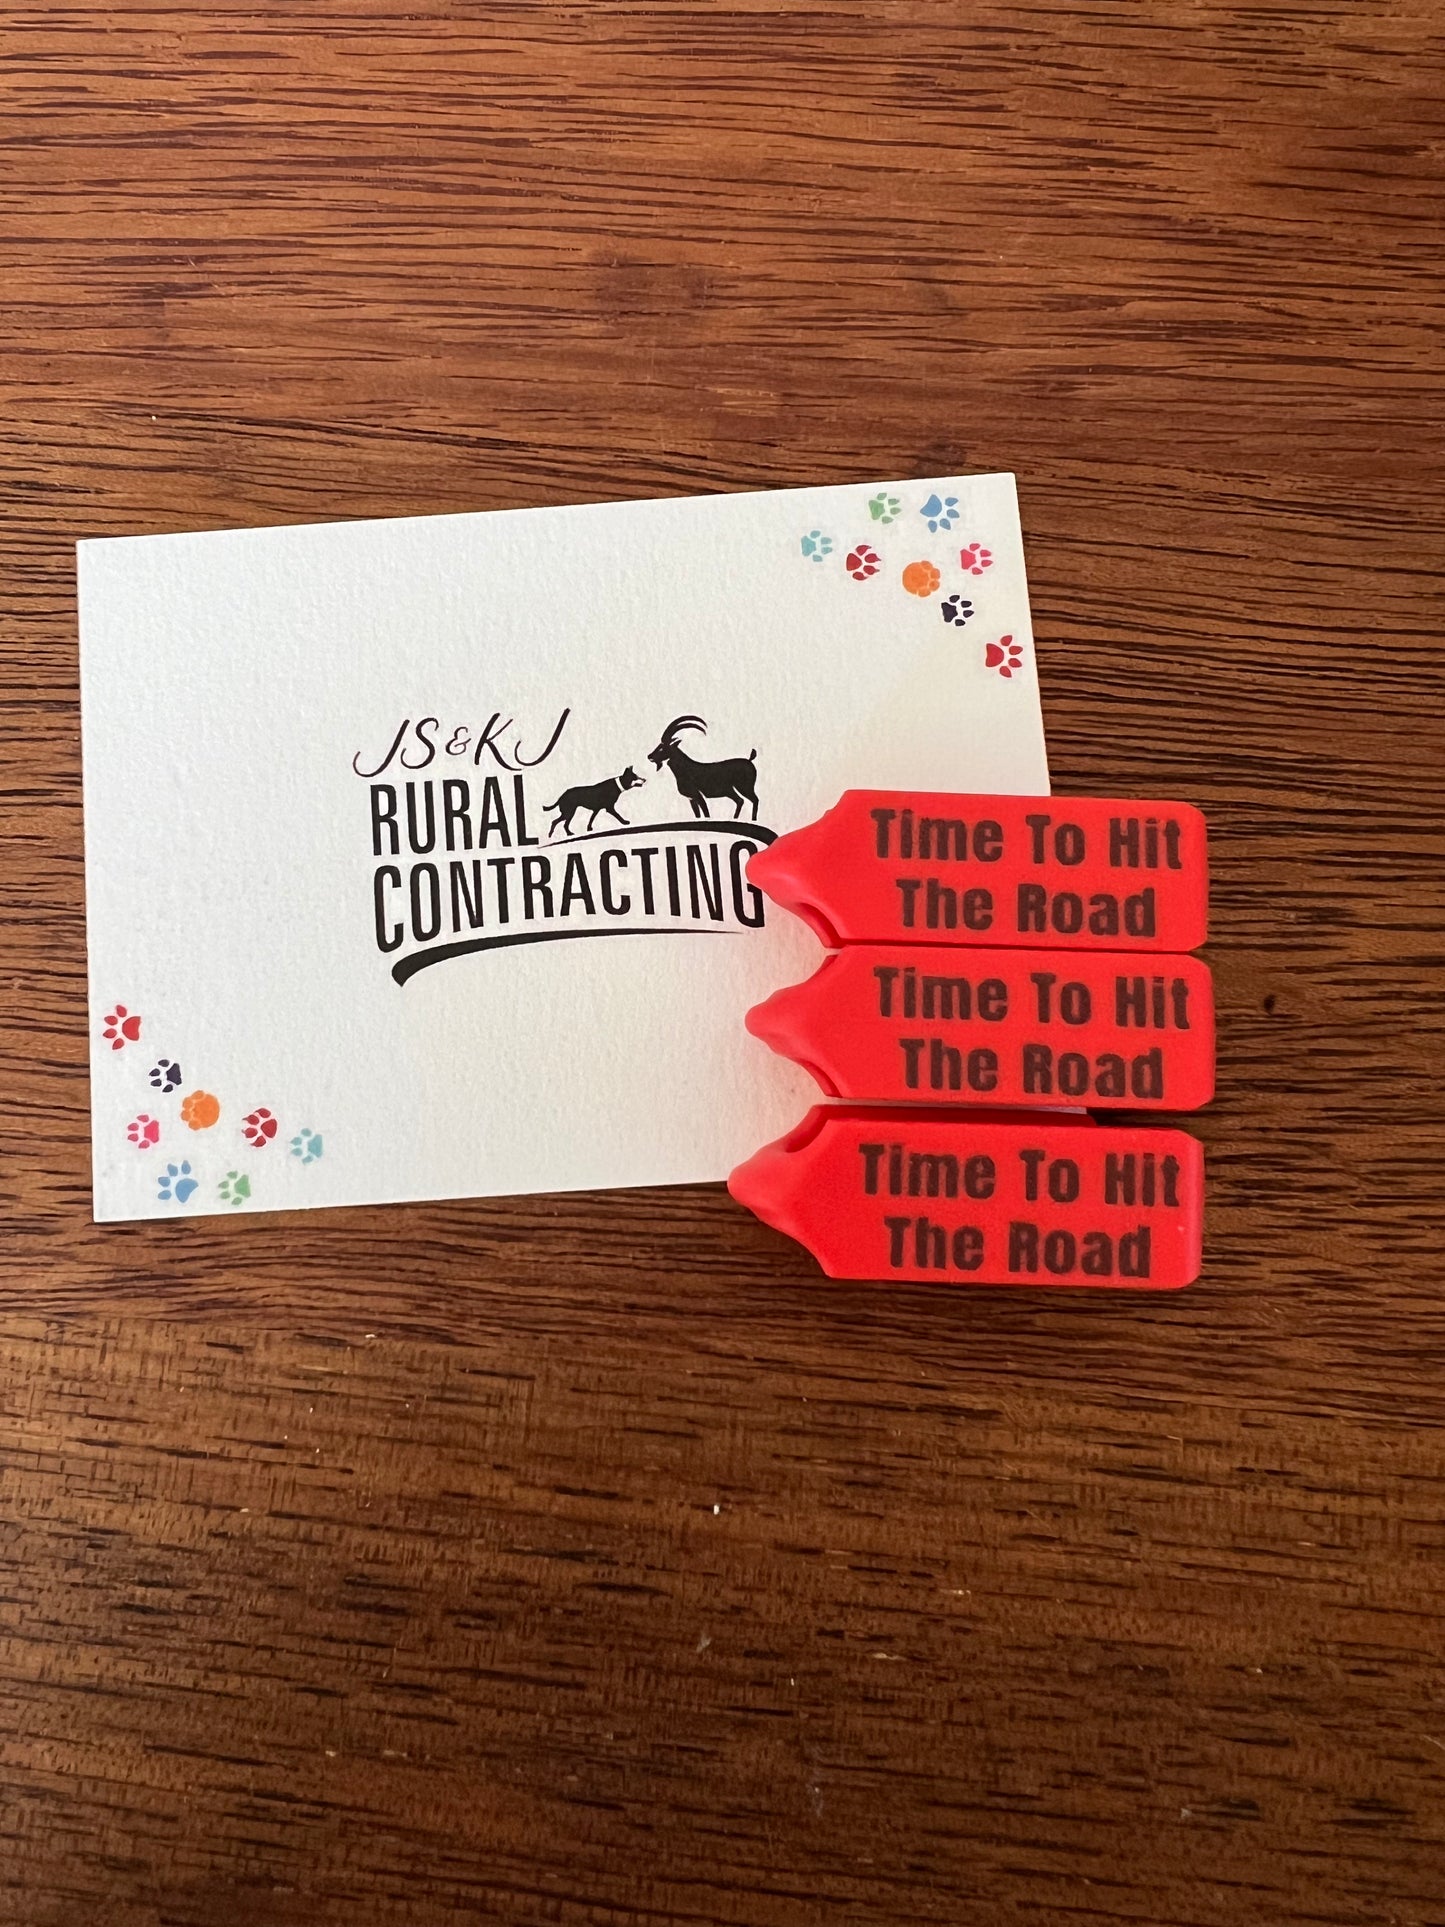 JS & KJ
RURAL
CONTRACTING
Time To Hit
The Road
Time To Hit
The Road
Time To Hit
The Road